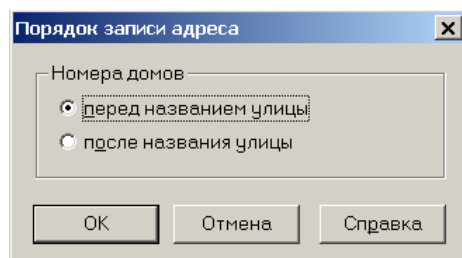 Порядок записи адреса
Номера домов
перед названием улицы
после названия улицы
OK
Отмена
Справка